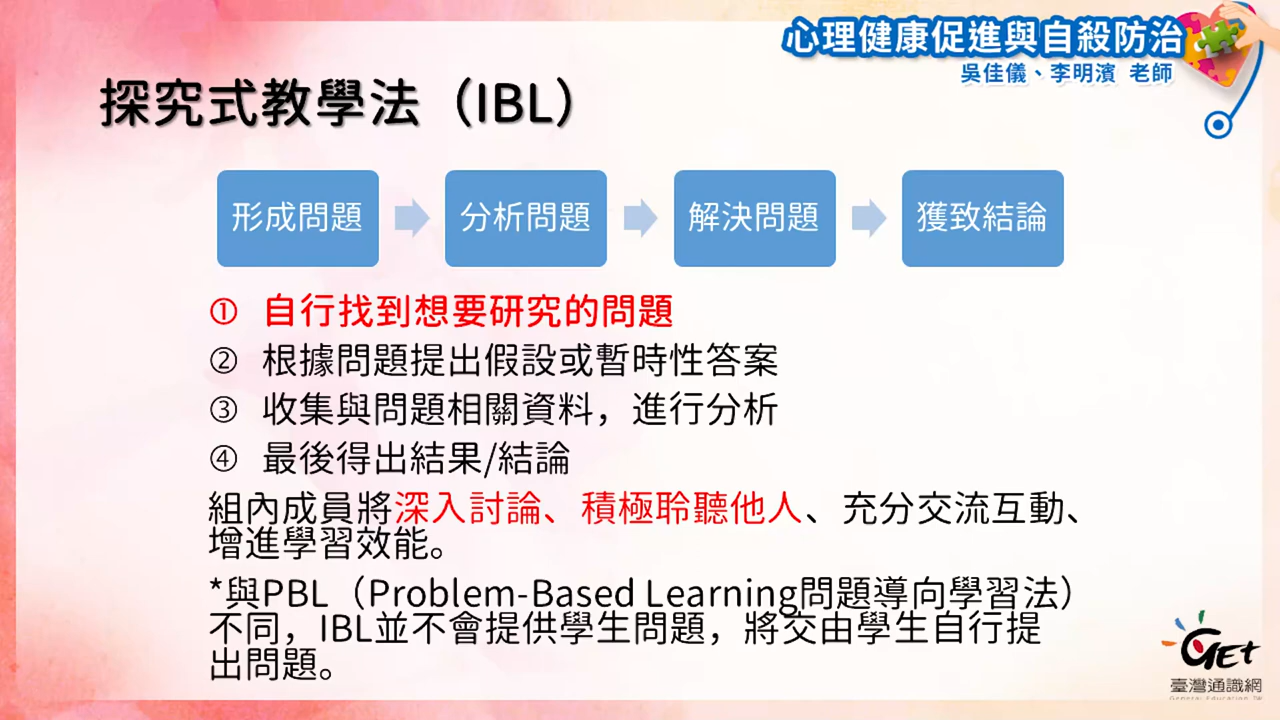 心理健康促進與自殺防治
吳佳儀、李明濱 老師
探究式教學法（IBL）
形成問題
分析問題
解決問題
獲致結論
① 自行找到想要研究的問題
② 根據問題提出假設或暫時性答案
③ 收集與問題相關資料，進行分析
④ 最後得出結果/結論
組內成員將深入討論、積極聆聽他人、充分交流互動、
增進學習效能。
*與PBL（Problem-Based Learning問題導向學習法）
不同，IBL並不會提供學生問題，將交由學生自行提
出問題。
GET
臺灣通識網
General Education TW